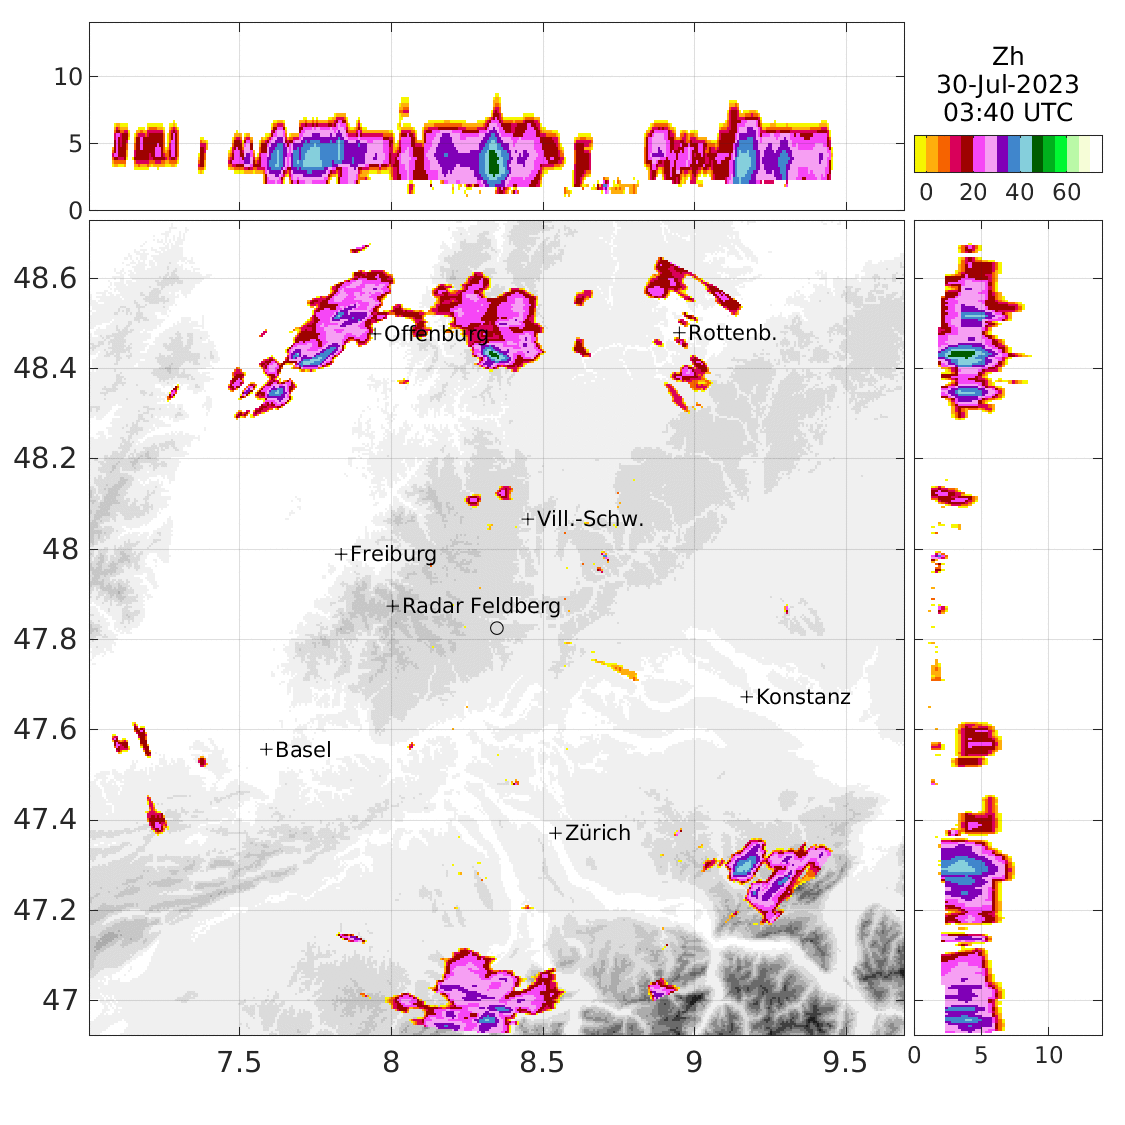 10
5
0
Zh
30-Jul-2023
03:40 UTC
0 20 40 60
48.6
48.4
48.2
48
47.8
47.6
47.4
47.2
47
Offenburg
Rottenb.
Vill.-Schw.
Freiburg
Radar Feldberg
Konstanz
Basel
Zürich
7.5 8 8.5 9 9.5
0 5 10